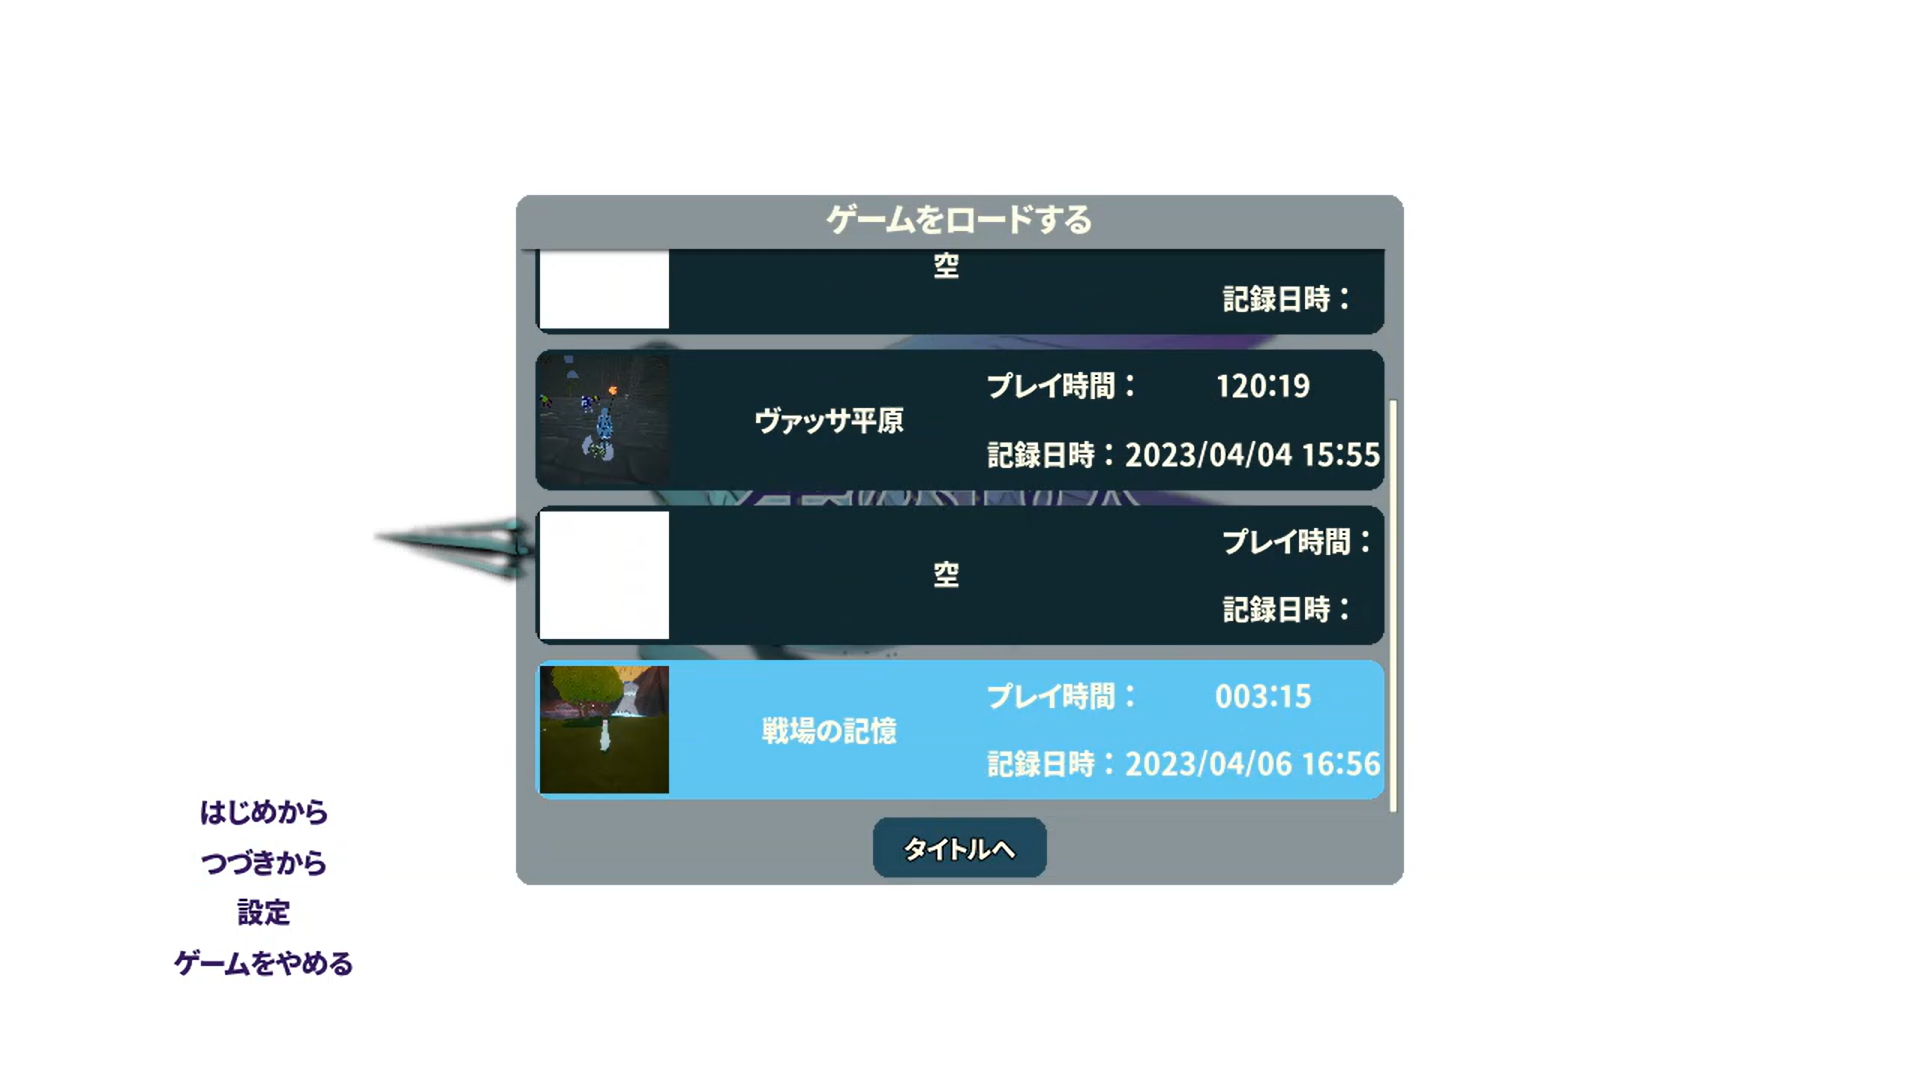 ゲームをロードする
空
記録日時：
ヴァッサ平原
プレイ時間： 120:19
記録日時：2023/04/04 15:55
空
プレイ時間：
記録日時：
戦場の記憶
プレイ時間： 003:15
記録日時：2023/04/06 16:56
タイトルへ
はじめから
つづきから
設定
ゲームをやめる